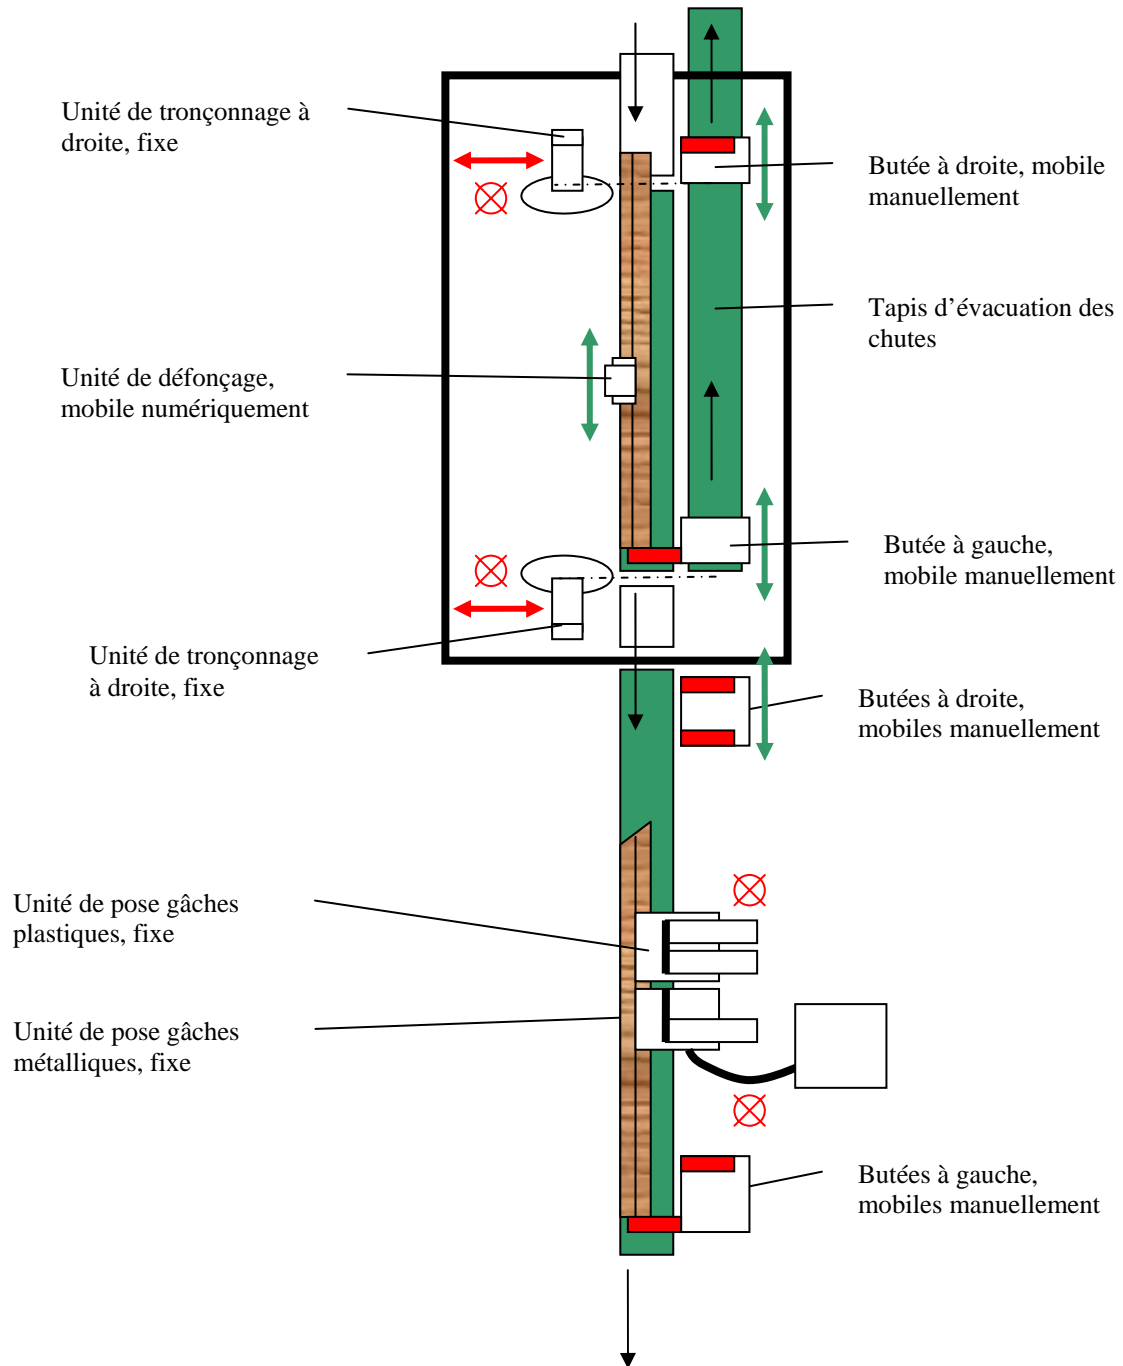 Unité de tronçonnage à
droite, fixe
Butée à droite, mobile
manuellement
Tapis d’évacuation des
chutes
Unité de défonçage,
mobile numériquement
Butée à gauche,
mobile manuellement
Unité de tronçonnage
à droite, fixe
Butées à droite,
mobiles manuellement
Unité de pose gâches
plastiques, fixe
Unité de pose gâches
métalliques, fixe
Butées à gauche,
mobiles manuellement